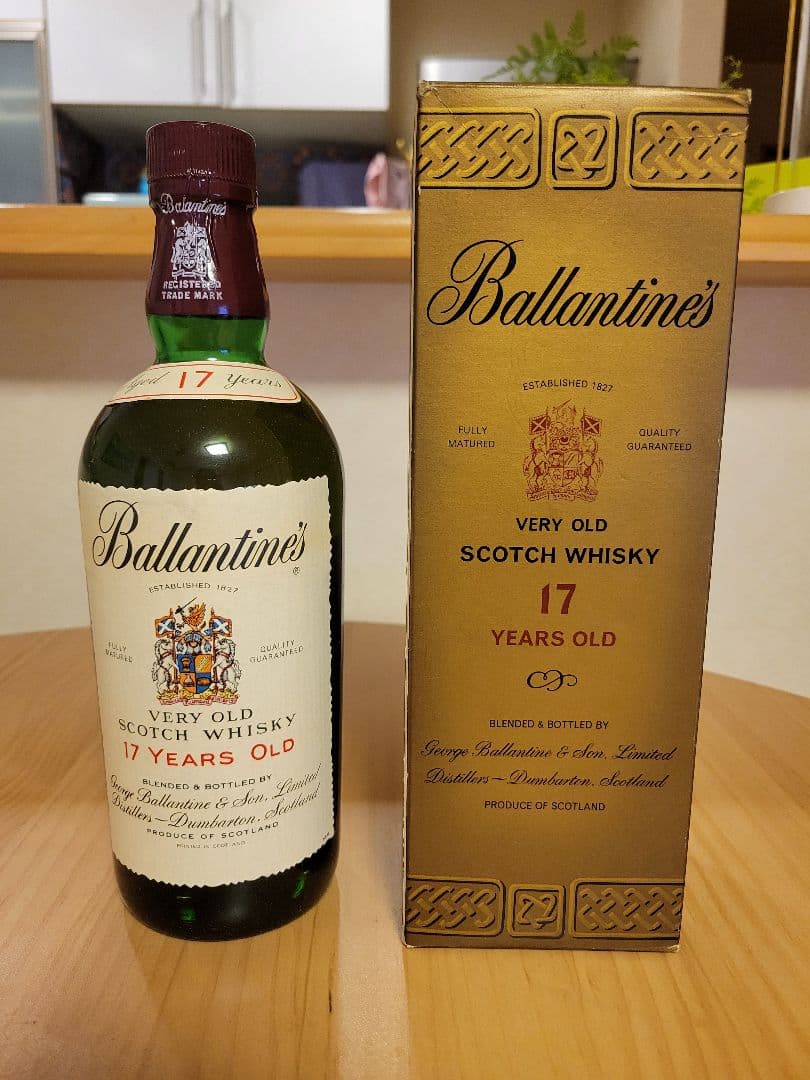 Ballantine's
REGISTERED
TRADE MARK
Aged 17 Years
Ballantine's
®
ESTABLISHED 1827
FULLY
MATURED
QUALITY
GUARANTEED
VERY OLD
SCOTCH WHISKY
17 YEARS OLD
BLENDED & BOTTLED BY
George Ballantine & Son, Limited
Distillers–Dumbarton, Scotland
PRODUCE OF SCOTLAND
PRINTED IN SCOTLAND
Ballantine's
ESTABLISHED 1827
FULLY
MATURED
QUALITY
GUARANTEED
VERY OLD
SCOTCH WHISKY
17
YEARS OLD
BLENDED & BOTTLED BY
George Ballantine & Son, Limited
Distillers–Dumbarton, Scotland
PRODUCE OF SCOTLAND